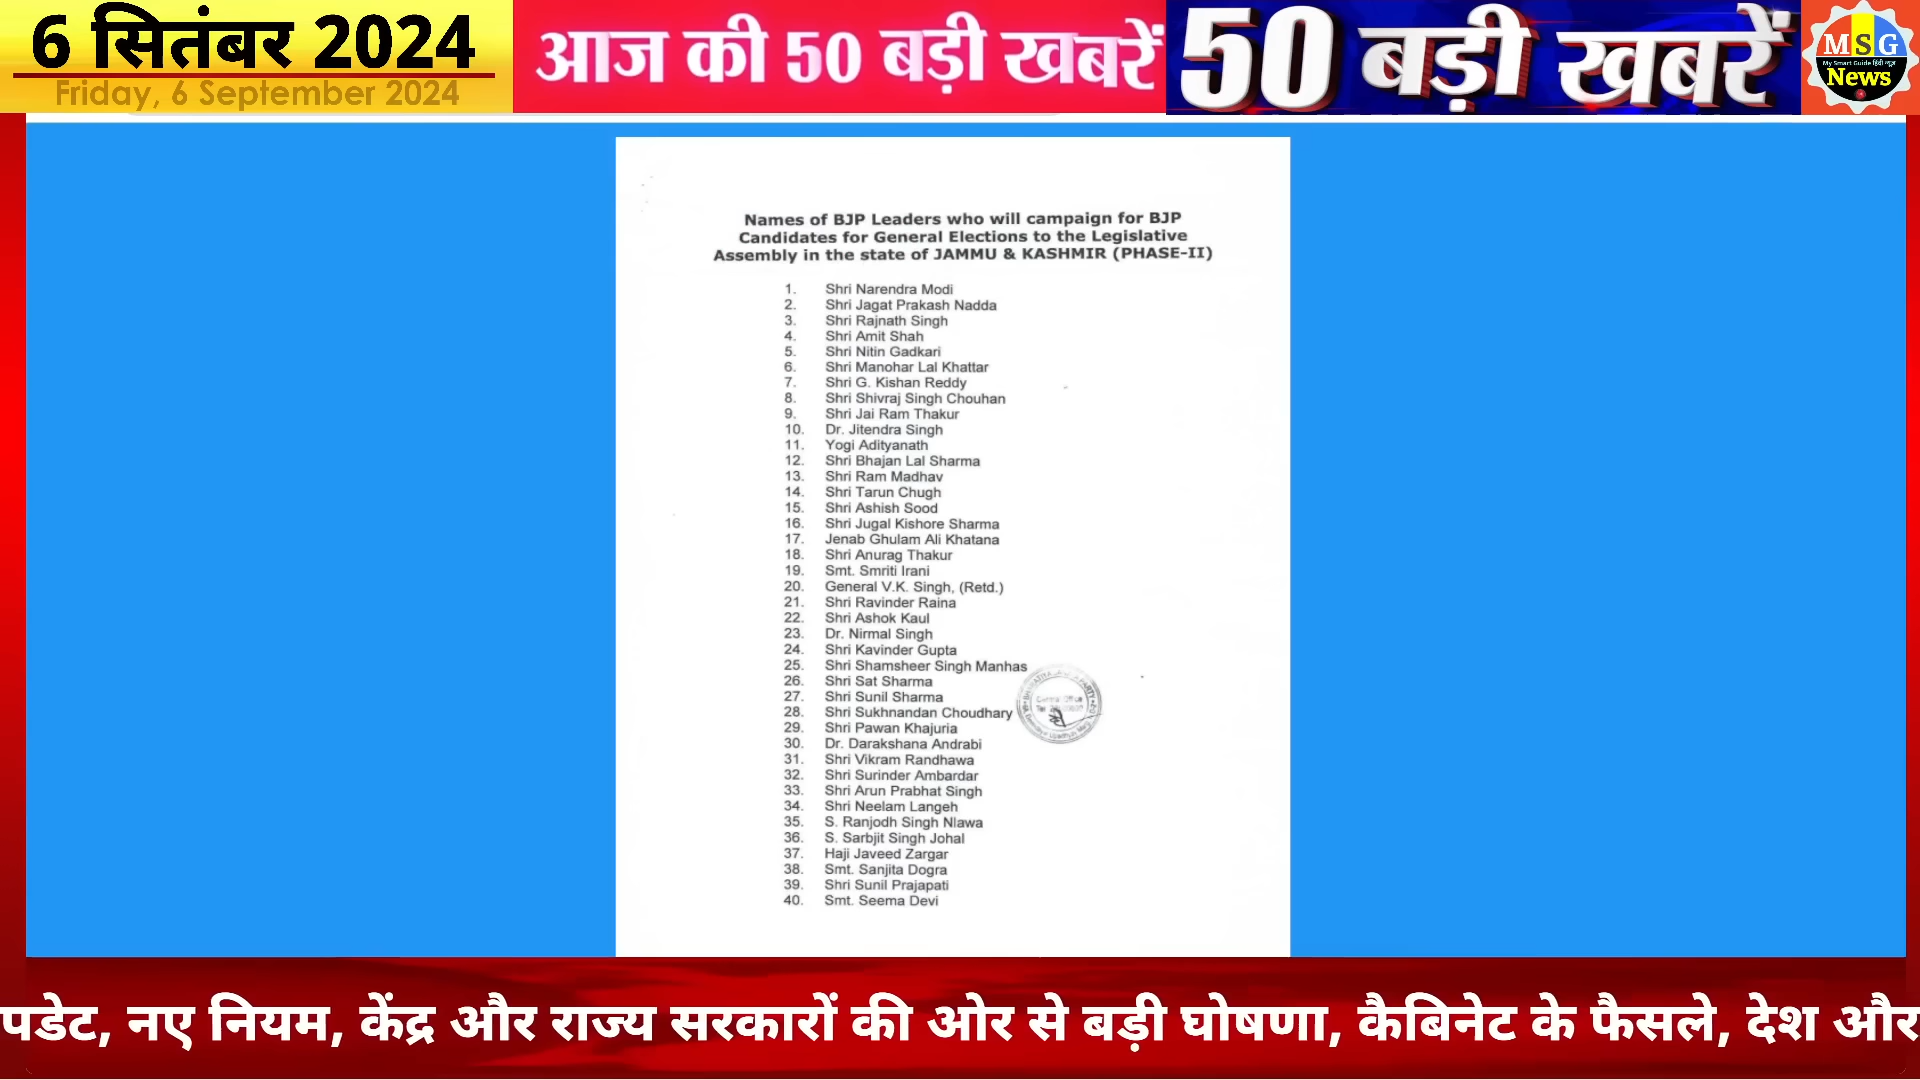 6 सितंबर 2024
Friday, 6 September 2024
आज की 50 बड़ी खबरें
50 बड़ी खबरें
MSG
My Smart Guide हिंदी न्यूज़
News
Names of BJP Leaders who will campaign for BJP
Candidates for General Elections to the Legislative
Assembly in the state of JAMMU & KASHMIR (PHASE-II)
1. Shri Narendra Modi
2. Shri Jagat Prakash Nadda
3. Shri Rajnath Singh
4. Shri Amit Shah
5. Shri Nitin Gadkari
6. Shri Manohar Lal Khattar
7. Shri G. Kishan Reddy
8. Shri Shivraj Singh Chouhan
9. Shri Jai Ram Thakur
10. Dr. Jitendra Singh
11. Yogi Adityanath
12. Shri Bhajan Lal Sharma
13. Shri Ram Madhav
14. Shri Tarun Chugh
15. Shri Ashish Sood
16. Shri Jugal Kishore Sharma
17. Jenab Ghulam Ali Khatana
18. Shri Anurag Thakur
19. Smt. Smriti Irani
20. General V.K. Singh, (Retd.)
21. Shri Ravinder Raina
22. Shri Ashok Kaul
23. Dr. Nirmal Singh
24. Shri Kavinder Gupta
25. Shri Shamsheer Singh Manhas
26. Shri Sat Sharma
27. Shri Sunil Sharma
28. Shri Sukhnandan Choudhary
29. Shri Pawan Khajuria
30. Dr. Darakshana Andrabi
31. Shri Vikram Randhawa
32. Shri Surinder Ambardar
33. Shri Arun Prabhat Singh
34. Shri Neelam Langeh
35. S. Ranjodh Singh Nlawa
36. S. Sarbjit Singh Johal
37. Haji Javeed Zargar
38. Smt. Sanjita Dogra
39. Shri Sunil Prajapati
40. Smt. Seema Devi
Central Office
पडेट, नए नियम, केंद्र और राज्य सरकारों की ओर से बड़ी घोषणा, कैबिनेट के फैसले, देश और